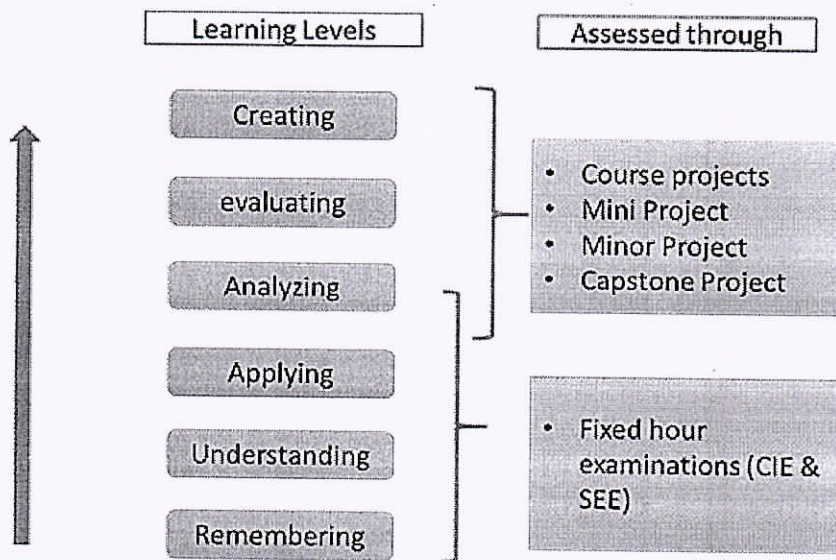 Learning Levels
Assessed through
Creating
evaluating
Analyzing
Applying
Understanding
Remembering
• Course projects
• Mini Project
• Minor Project
• Capstone Project
• Fixed hour
examinations (CIE &
SEE)